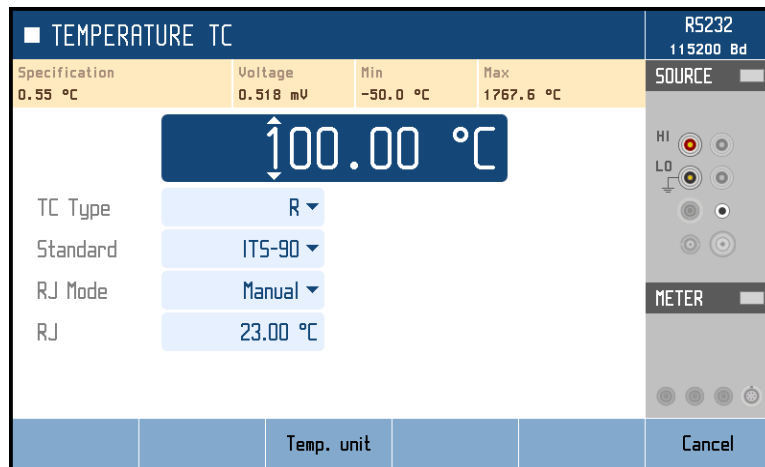 TEMPERATURE TC
RS232
115200 Bd
Specification Voltage Min Max
0.55 °C 0.518 mV -50.0 °C 1767.6 °C
SOURCE
100.00 °C
HI
LO
TC Type R
Standard ITS-90
RJ Mode Manual
RJ 23.00 °C
METER
Temp. unit Cancel